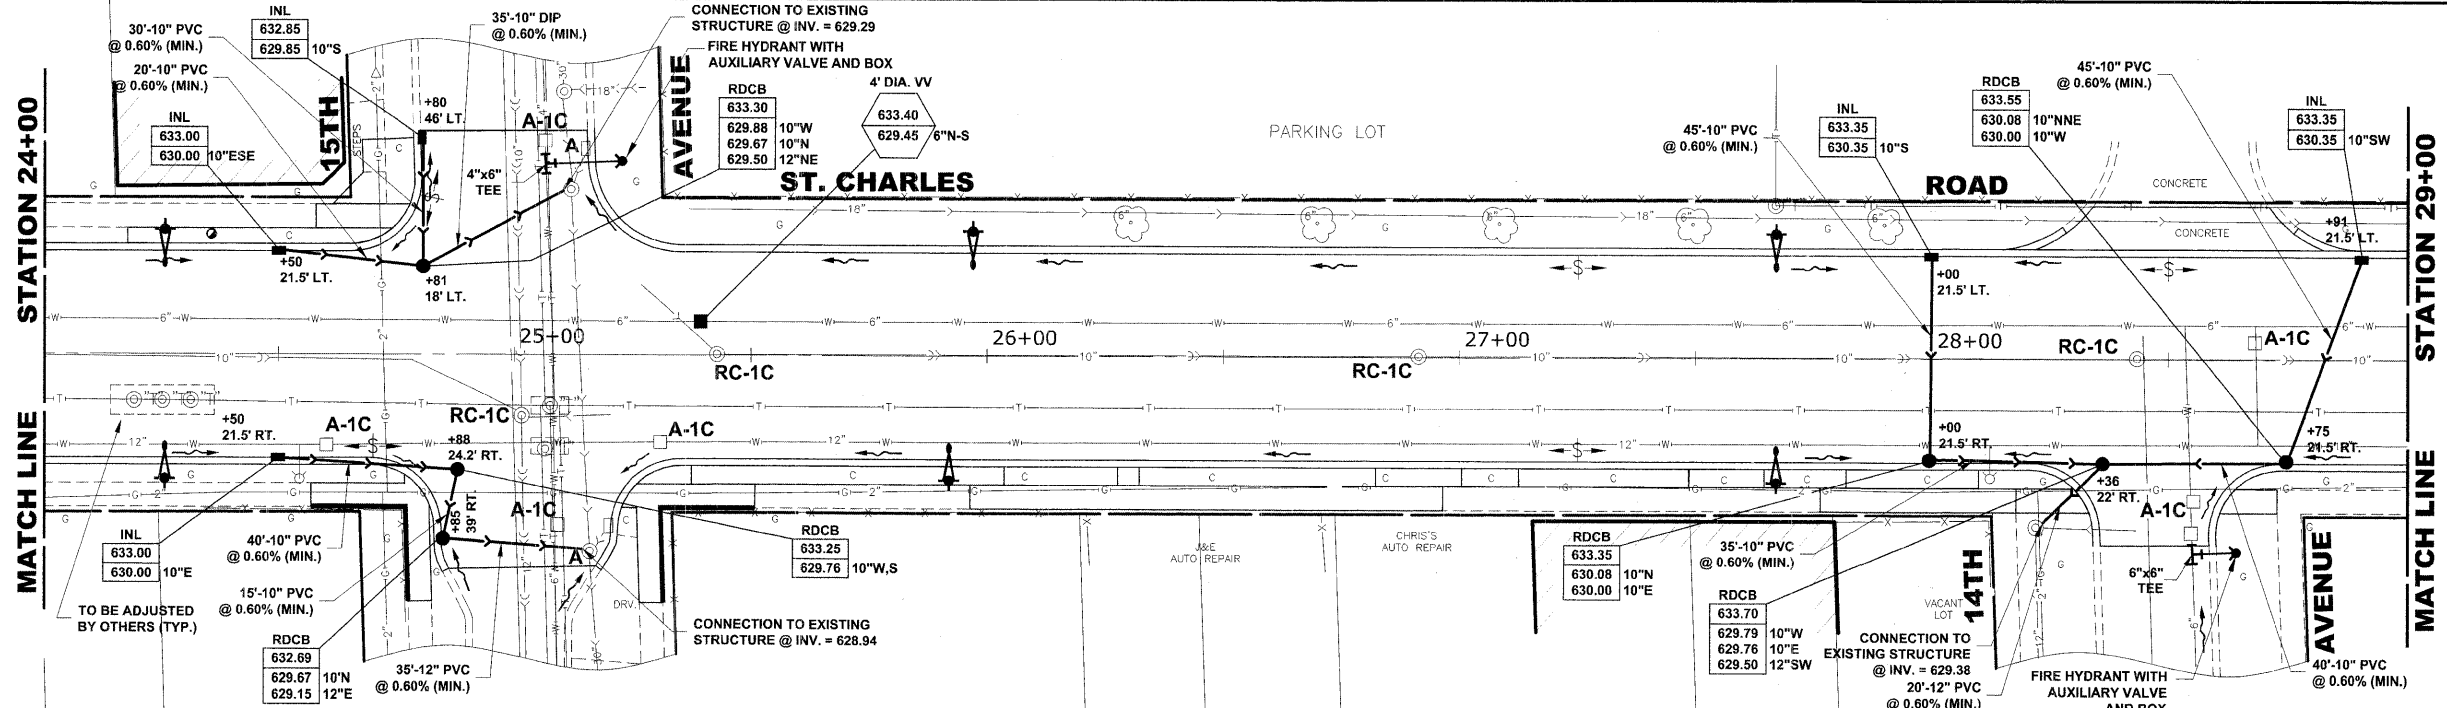 INL
632.85
629.85 10"S
30'-10" PVC
@ 0.60% (MIN.)
20'-10" PVC
@ 0.60% (MIN.)
INL
633.00
630.00 10"ESE
35'-10" DIP
@ 0.60% (MIN.)
CONNECTION TO EXISTING
STRUCTURE @ INV. = 629.29
FIRE HYDRANT WITH
AUXILIARY VALVE AND BOX
RDCB
633.30
629.88 10"W
629.67 10"N
629.50 12"NE
4' DIA. VV
633.40
629.45 6"N-S
+80
46' LT.
A-1C
A
4"x6"
TEE
STEPS
15TH
AVENUE
ST. CHARLES
ROAD
PARKING LOT
45'-10" PVC
@ 0.60% (MIN.)
INL
633.35
630.35 10"S
RDCB
633.55
630.08 10"NNE
630.00 10"W
45'-10" PVC
@ 0.60% (MIN.)
INL
633.35
630.35 10"SW
CONCRETE
CONCRETE
+91
21.5' LT.
STATION 24+00
STATION 29+00
+50
21.5' LT.
+81
18' LT.
+00
21.5' LT.
25+00
26+00
27+00
28+00
RC-1C
RC-1C
RC-1C
A-1C
MATCH LINE
MATCH LINE
+50
21.5' RT.
A-1C
RC-1C
+88
24.2' RT.
A-1C
+00
21.5' RT.
+75
21.5' RT.
+36
22' RT.
+85
39' RT.
A-1C
A
A-1C
INL
633.00
630.00 10"E
40'-10" PVC
@ 0.60% (MIN.)
15'-10" PVC
@ 0.60% (MIN.)
TO BE ADJUSTED
BY OTHERS (TYP.)
RDCB
632.69
629.67 10'N
629.15 12"E
35'-12" PVC
@ 0.60% (MIN.)
DRV.
CONNECTION TO EXISTING
STRUCTURE @ INV. = 628.94
RDCB
633.25
629.76 10"W,S
J&E
AUTO REPAIR
CHRIS'S
AUTO REPAIR
RDCB
633.35
630.08 10"N
630.00 10"E
35'-10" PVC
@ 0.60% (MIN.)
RDCB
633.70
629.79 10"W
629.76 10"E
629.50 12"SW
VACANT
LOT
14TH
AVENUE
6"x6"
TEE
CONNECTION TO
EXISTING STRUCTURE
@ INV. = 629.38
20'-12" PVC
@ 0.60% (MIN.)
FIRE HYDRANT WITH
AUXILIARY VALVE
AND BOX
40'-10" PVC
@ 0.60% (MIN.)